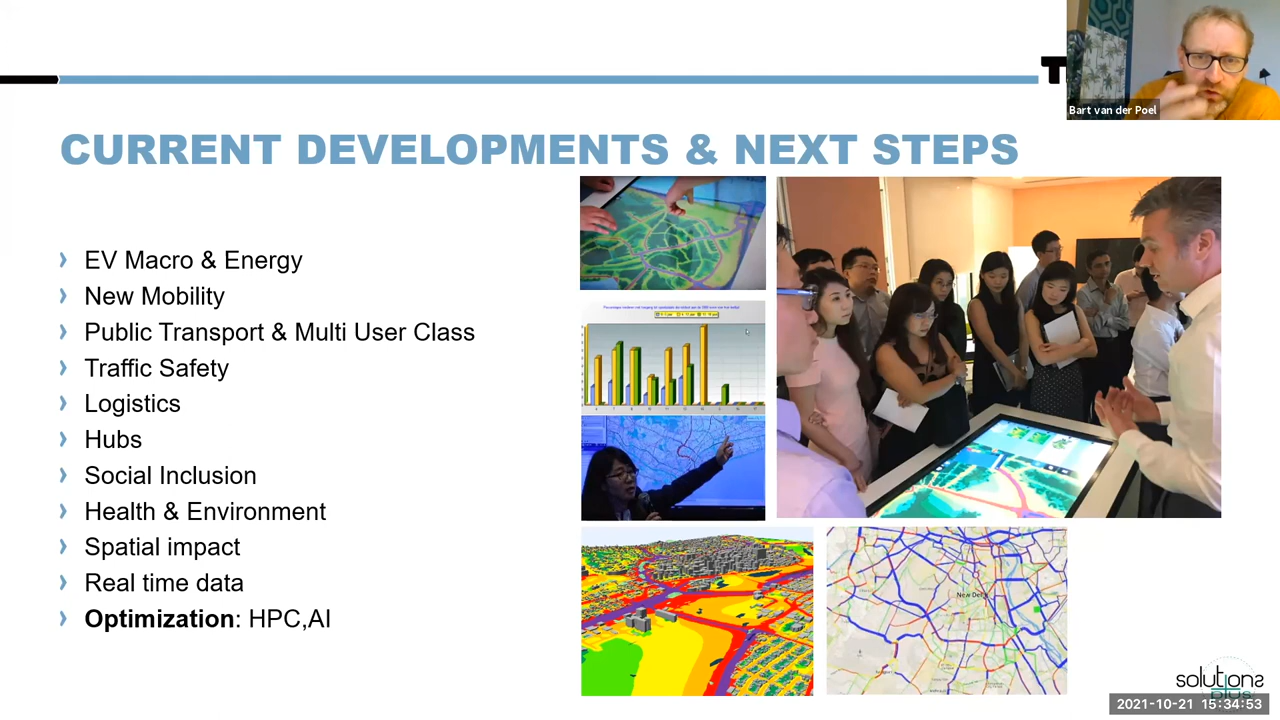 Bart van der Poel
CURRENT DEVELOPMENTS & NEXT STEPS
EV Macro & Energy
New Mobility
Public Transport & Multi User Class
Traffic Safety
Logistics
Hubs
Social Inclusion
Health & Environment
Spatial impact
Real time data
Optimization: HPC,AI
New Delhi
solutions
plus
2021-10-21 15:34:53